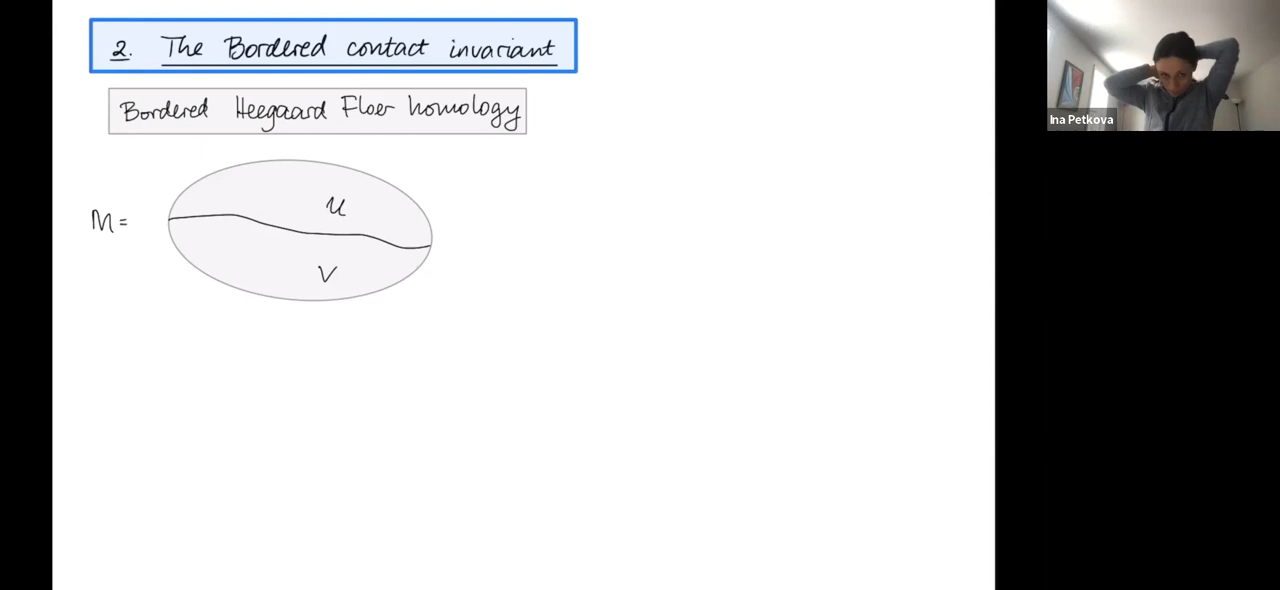 2. The Bordered contact invariant
Bordered Heegaard Floer homology
M =
U
V
Ina Petkova